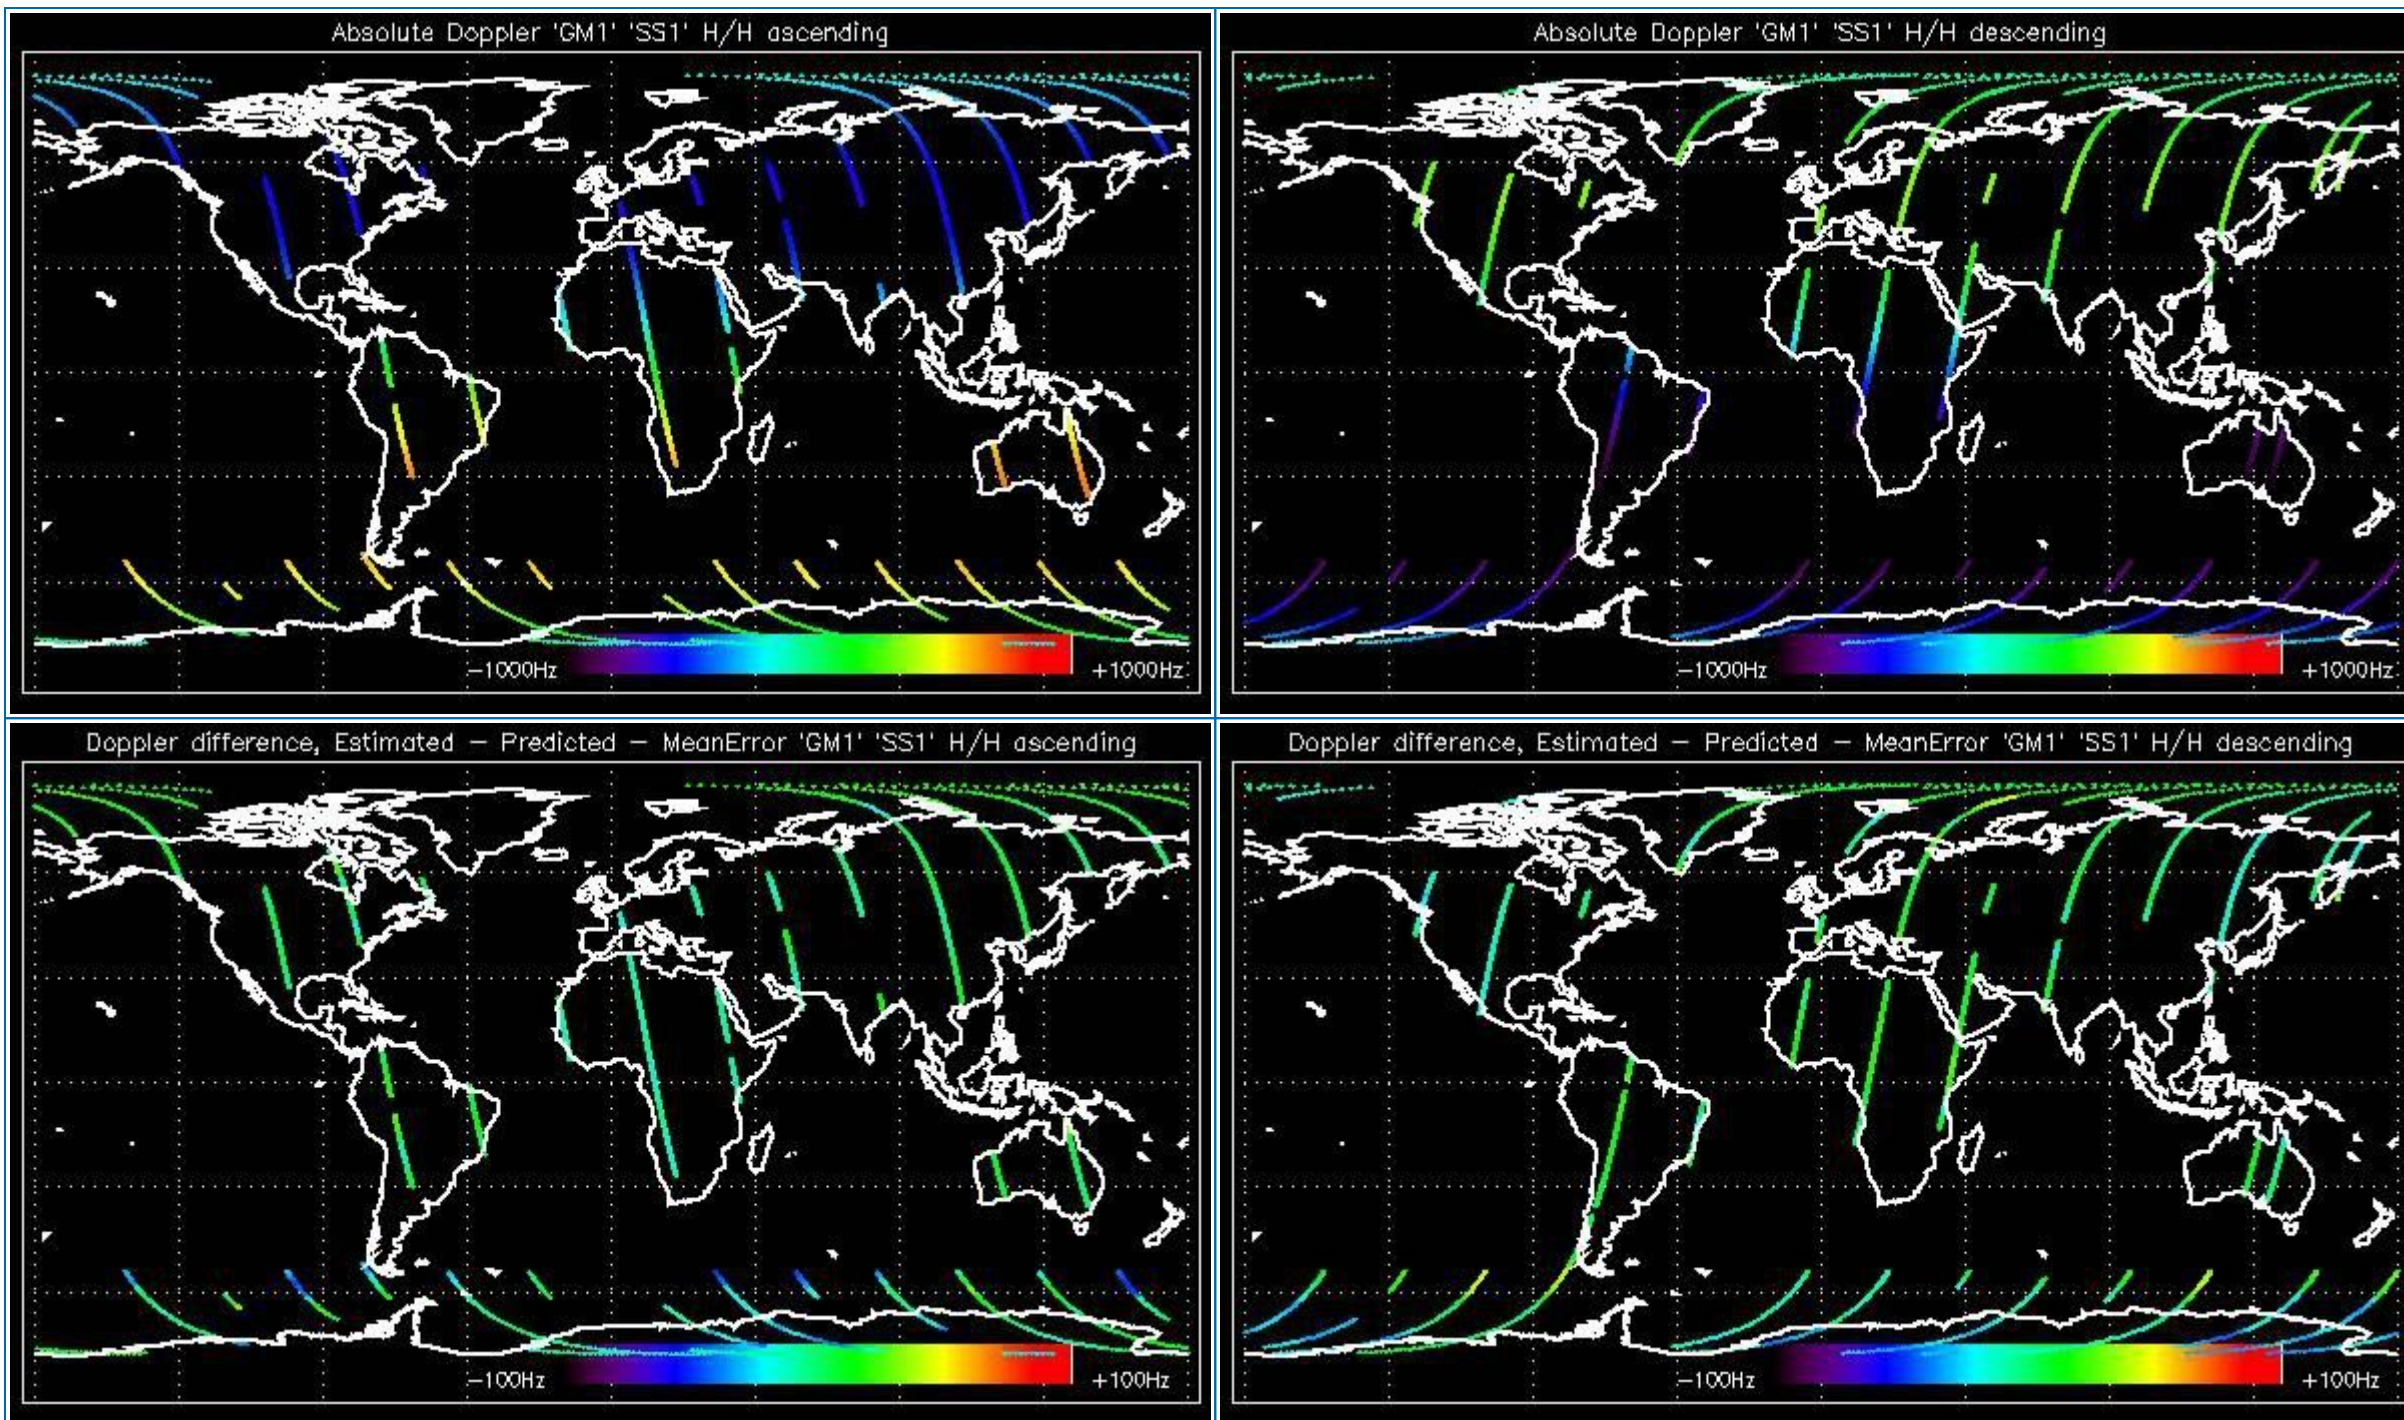 Absolute Doppler 'GM1' 'SS1' H/H ascending
-1000Hz
+1000Hz
Absolute Doppler 'GM1' 'SS1' H/H descending
-1000Hz
+1000Hz
Doppler difference, Estimated - Predicted - MeanError 'GM1' 'SS1' H/H ascending
-100Hz
+100Hz
Doppler difference, Estimated - Predicted - MeanError 'GM1' 'SS1' H/H descending
-100Hz
+100Hz